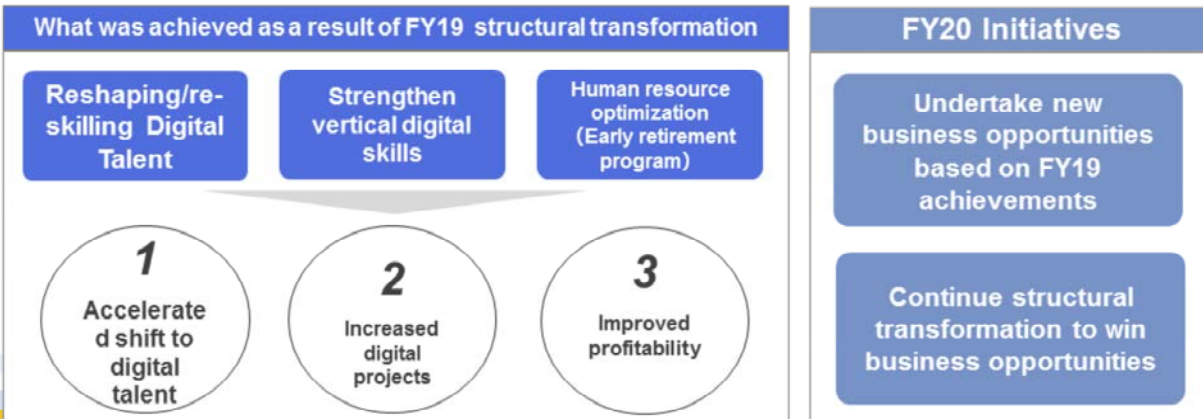 What was achieved as a result of FY19 structural transformation
Reshaping/re-
skilling Digital
Talent
Strengthen
vertical digital
skills
Human resource
optimization
(Early retirement
program)
1
Accelerate
d shift to
digital
talent
2
Increased
digital
projects
3
Improved
profitability
FY20 Initiatives
Undertake new
business opportunities
based on FY19
achievements
Continue structural
transformation to win
business opportunities